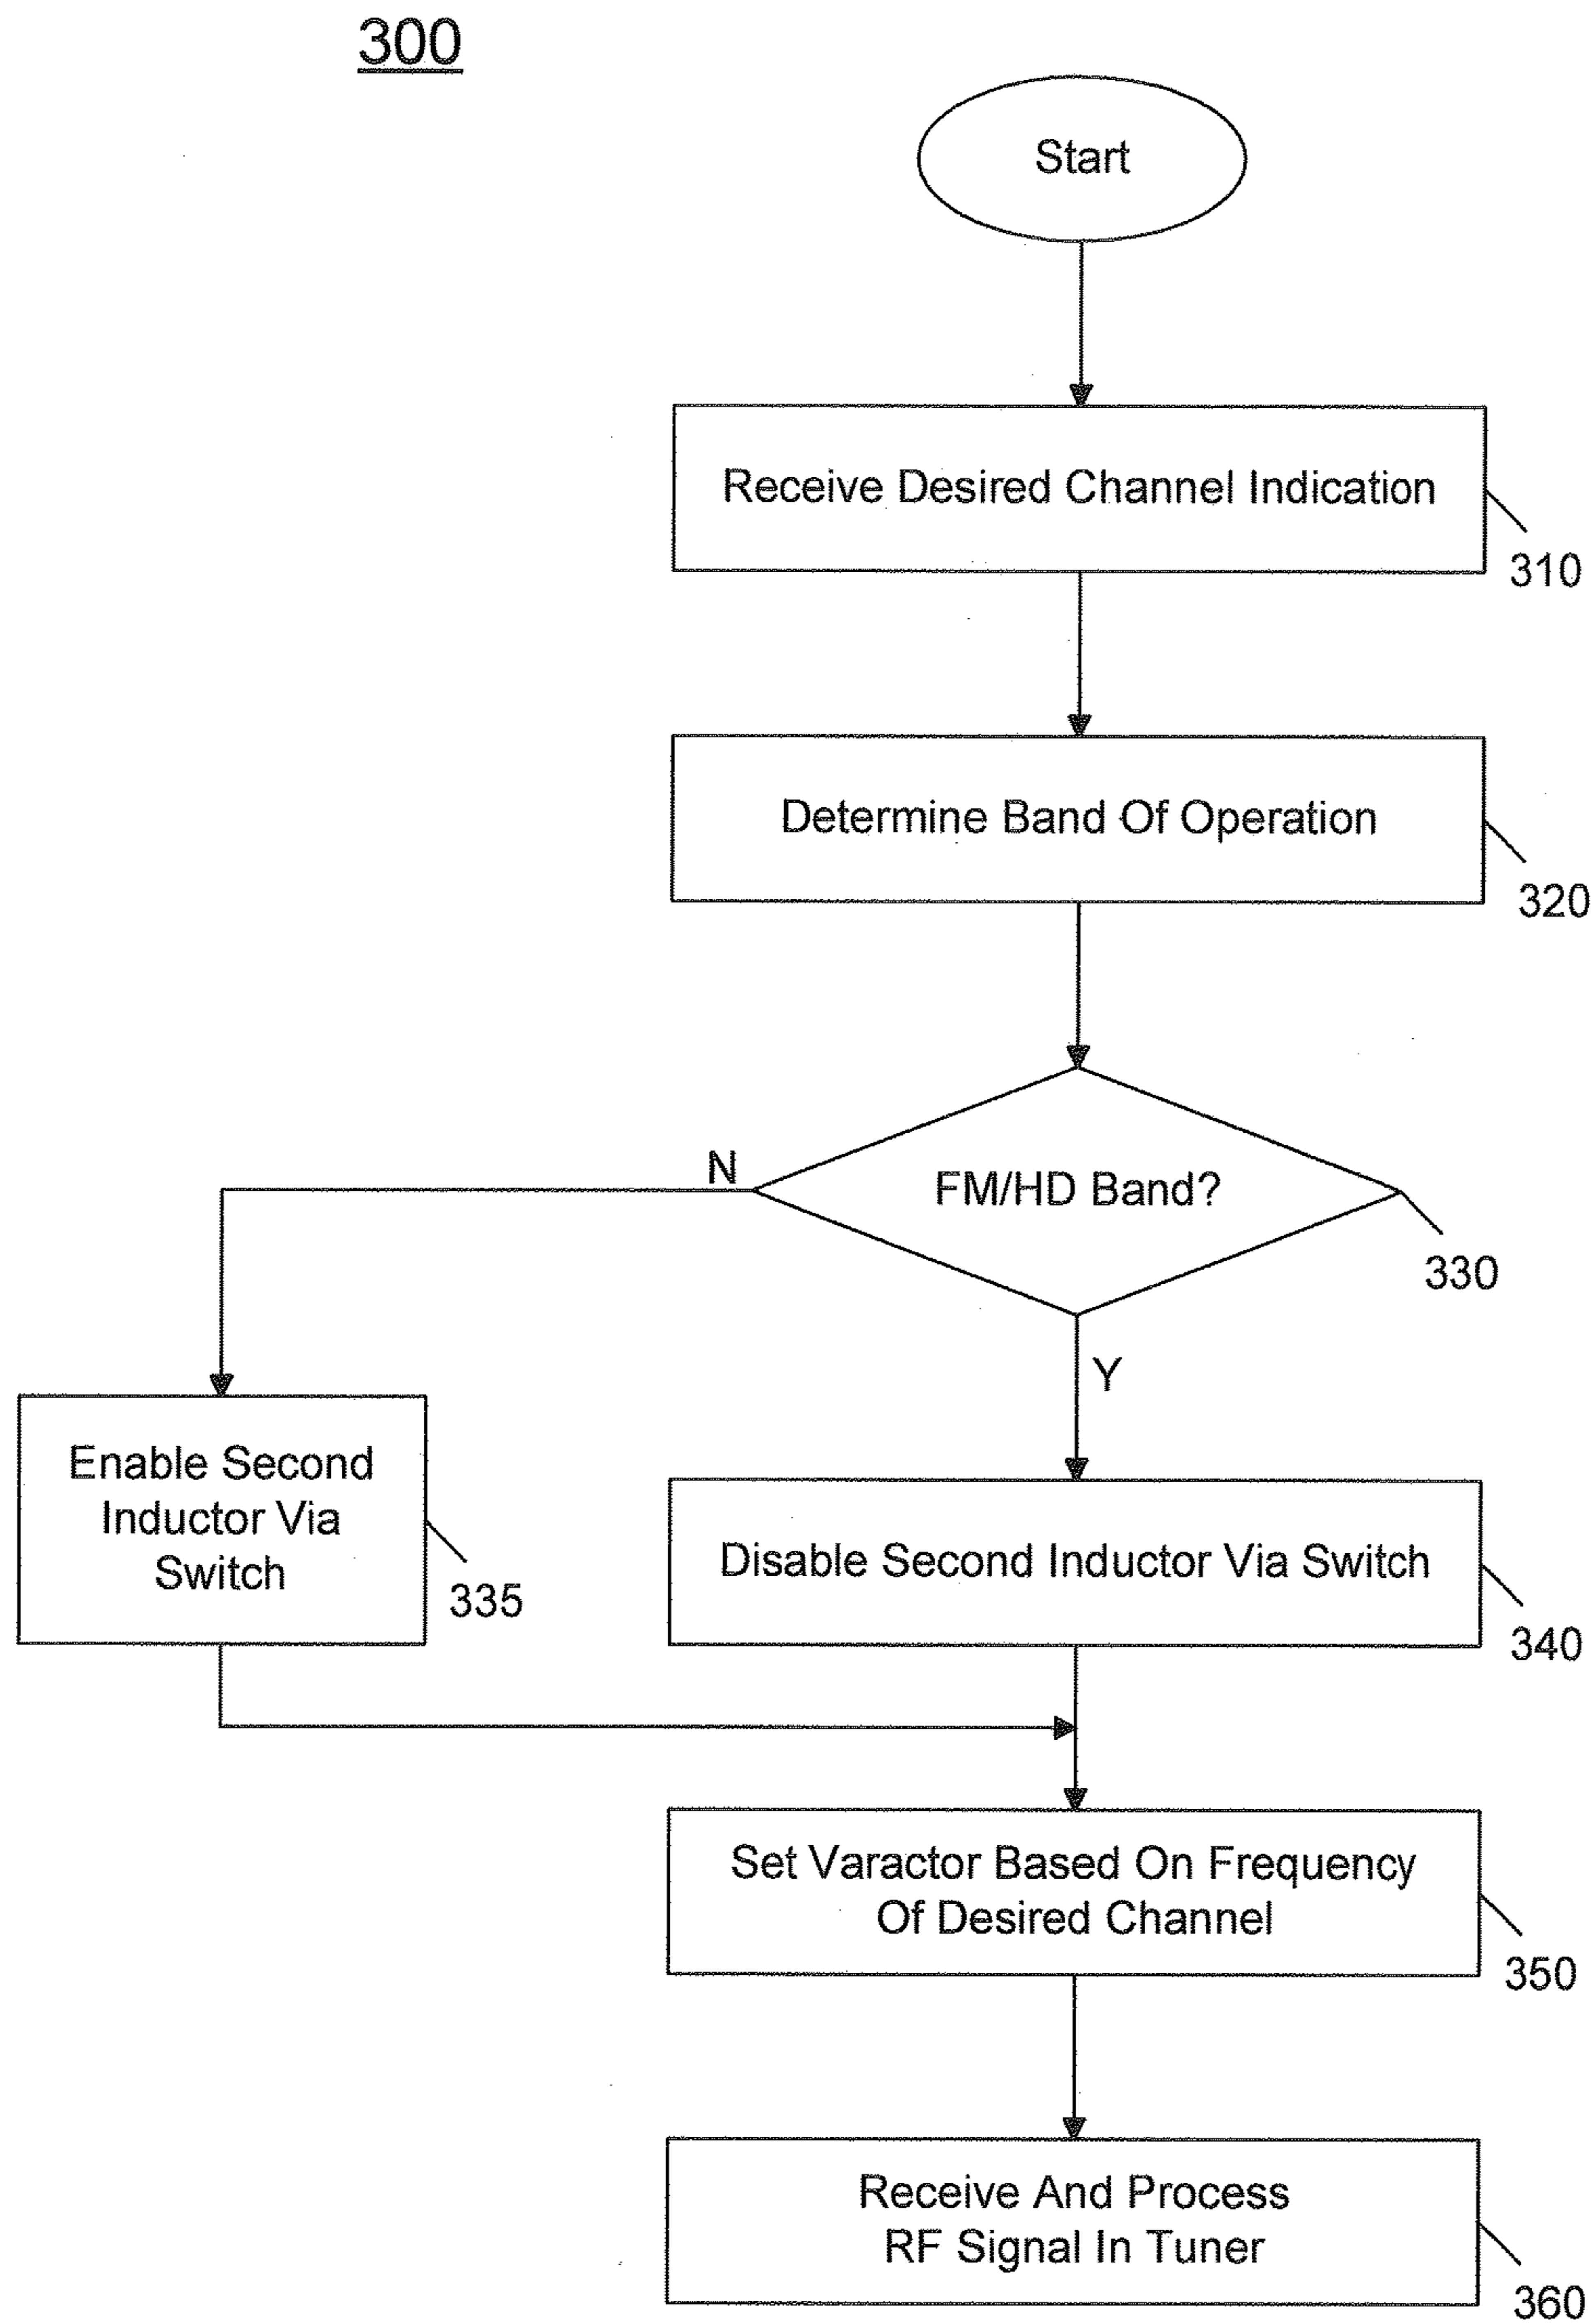 300
Start
Receive Desired Channel Indication
310
Determine Band Of Operation
320
N
FM/HD Band?
330
Y
Enable Second
Inductor Via
Switch
335
Disable Second Inductor Via Switch
340
Set Varactor Based On Frequency
Of Desired Channel
350
Receive And Process
RF Signal In Tuner
360